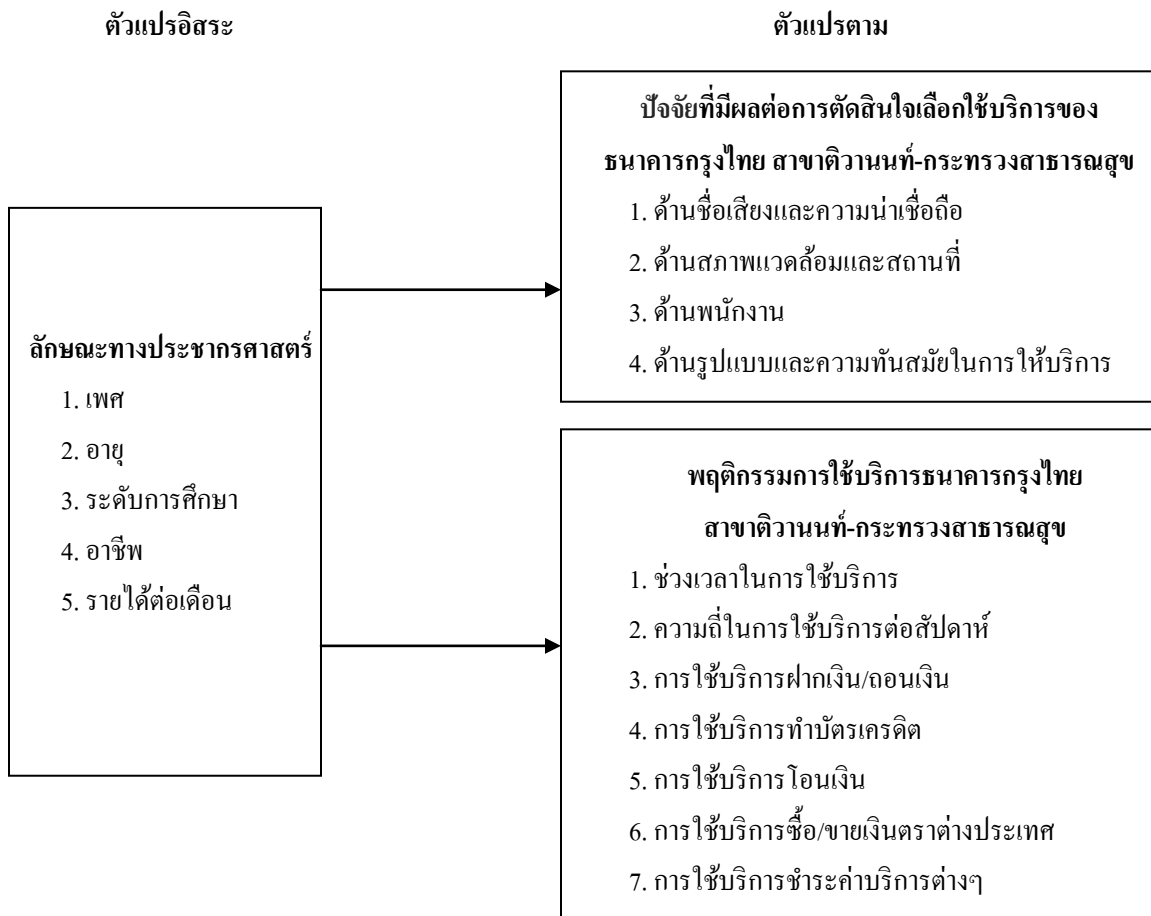 ตัวแปรอิสระ
ตัวแปรตาม
ลักษณะทางประชากรศาสตร์
1. เพศ
2. อายุ
3. ระดับการศึกษา
4. อาชีพ
5. รายได้ต่อเดือน
ปัจจัยที่มีผลต่อการตัดสินใจเลือกใช้บริการของ
ธนาคารกรุงไทย สาขาติวานนท์-กระทรวงสาธารณสุข
1. ด้านชื่อเสียงและความน่าเชื่อถือ
2. ด้านสภาพแวดล้อมและสถานที่
3. ด้านพนักงาน
4. ด้านรูปแบบและความทันสมัยในการให้บริการ
พฤติกรรมการใช้บริการธนาคารกรุงไทย
สาขาติวานนท์-กระทรวงสาธารณสุข
1. ช่วงเวลาในการใช้บริการ
2. ความถี่ในการใช้บริการต่อสัปดาห์
3. การใช้บริการฝากเงิน/ถอนเงิน
4. การใช้บริการทำบัตรเครดิต
5. การใช้บริการโอนเงิน
6. การใช้บริการซื้อ/ขายเงินตราต่างประเทศ
7. การใช้บริการชำระค่าบริการต่างๆ